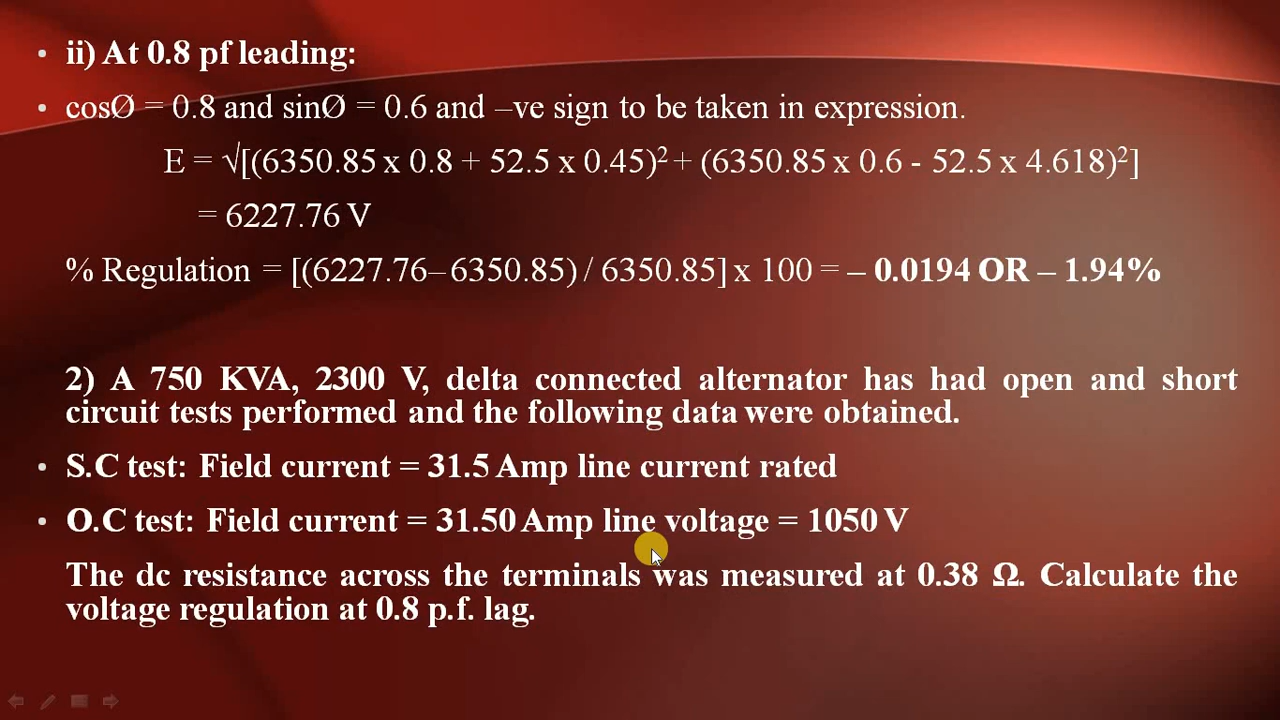 • ii) At 0.8 pf leading:
• cosØ = 0.8 and sinØ = 0.6 and –ve sign to be taken in expression.
E = √[(6350.85 x 0.8 + 52.5 x 0.45)² + (6350.85 x 0.6 - 52.5 x 4.618)²]
= 6227.76 V
% Regulation = [(6227.76– 6350.85) / 6350.85] x 100 = – 0.0194 OR – 1.94%
2) A 750 KVA, 2300 V, delta connected alternator has had open and short
circuit tests performed and the following data were obtained.
• S.C test: Field current = 31.5 Amp line current rated
• O.C test: Field current = 31.50 Amp line voltage = 1050 V
The dc resistance across the terminals was measured at 0.38 Ω. Calculate the
voltage regulation at 0.8 p.f. lag.